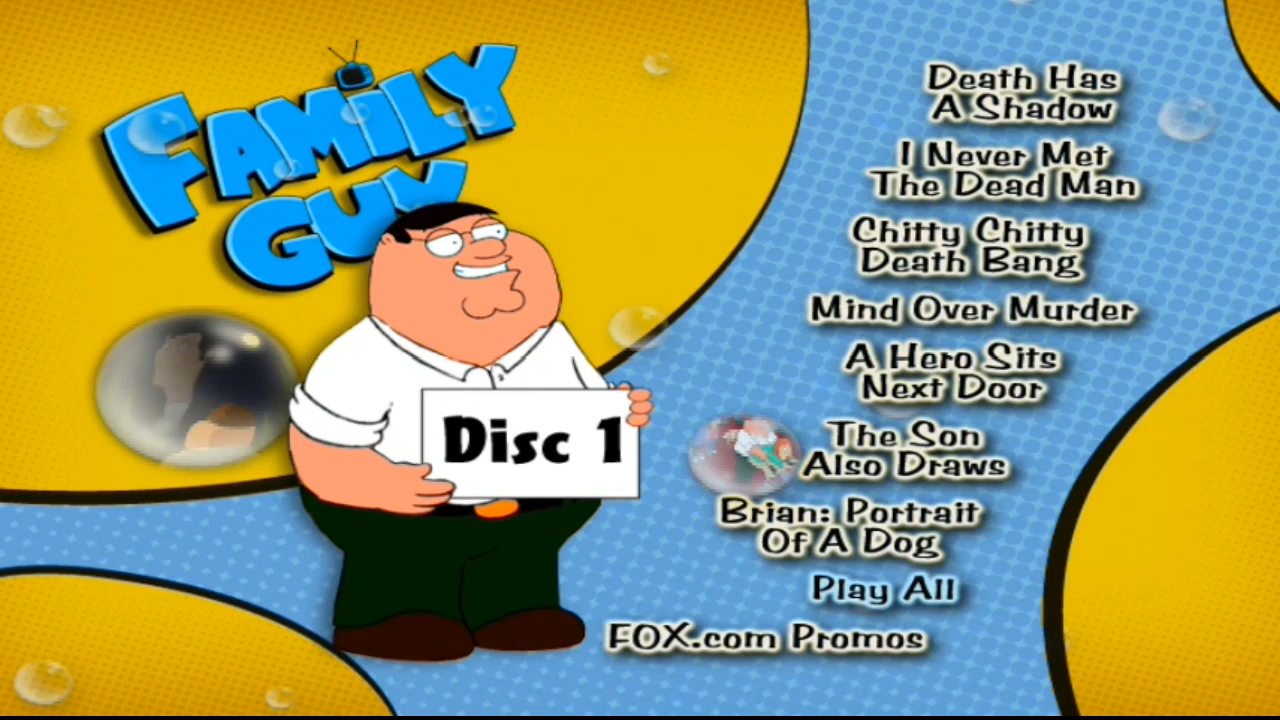 FAMILY
GUY
Disc 1
Death Has
A Shadow
I Never Met
The Dead Man
Chitty Chitty
Death Bang
Mind Over Murder
A Hero Sits
Next Door
The Son
Also Draws
Brian: Portrait
Of A Dog
Play All
FOX.com Promos